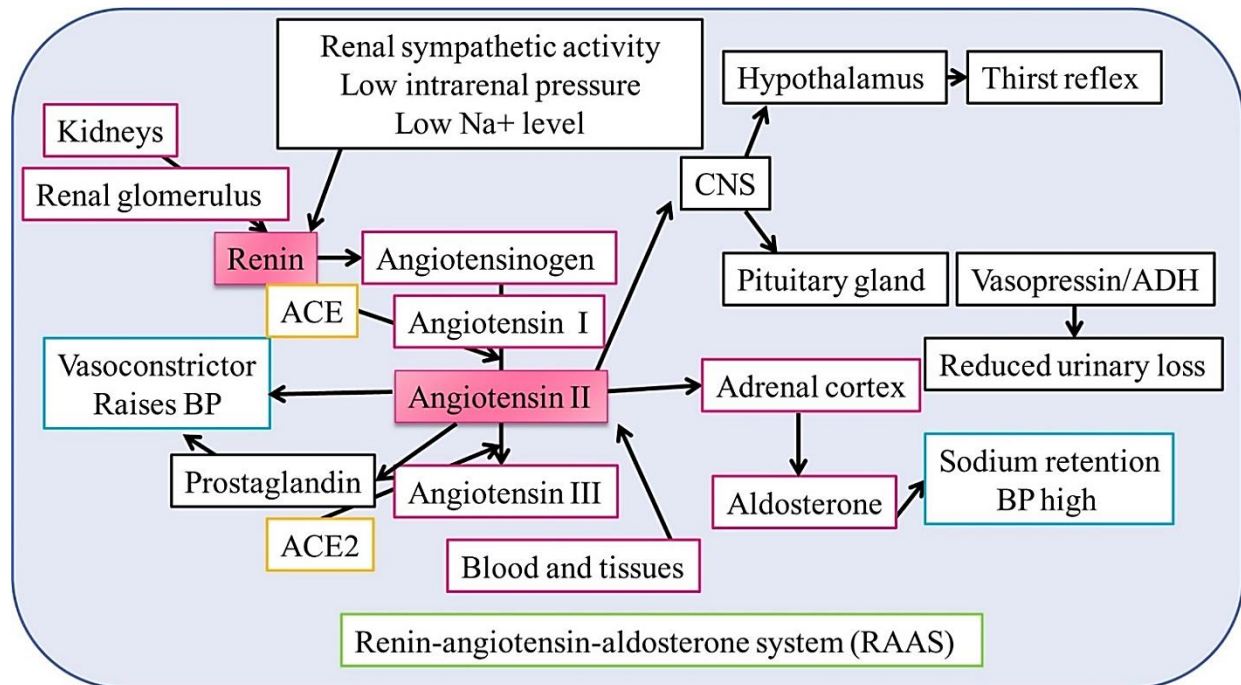 Renal sympathetic activity
Low intrarenal pressure
Low Na+ level
Hypothalamus
Thirst reflex
Kidneys
Renal glomerulus
CNS
Renin
Angiotensinogen
Pituitary gland
Vasopressin/ADH
ACE
Angiotensin I
Vasoconstrictor
Raises BP
Reduced urinary loss
Angiotensin II
Adrenal cortex
Prostaglandin
Angiotensin III
Aldosterone
Sodium retention
BP high
ACE2
Blood and tissues
Renin-angiotensin-aldosterone system (RAAS)